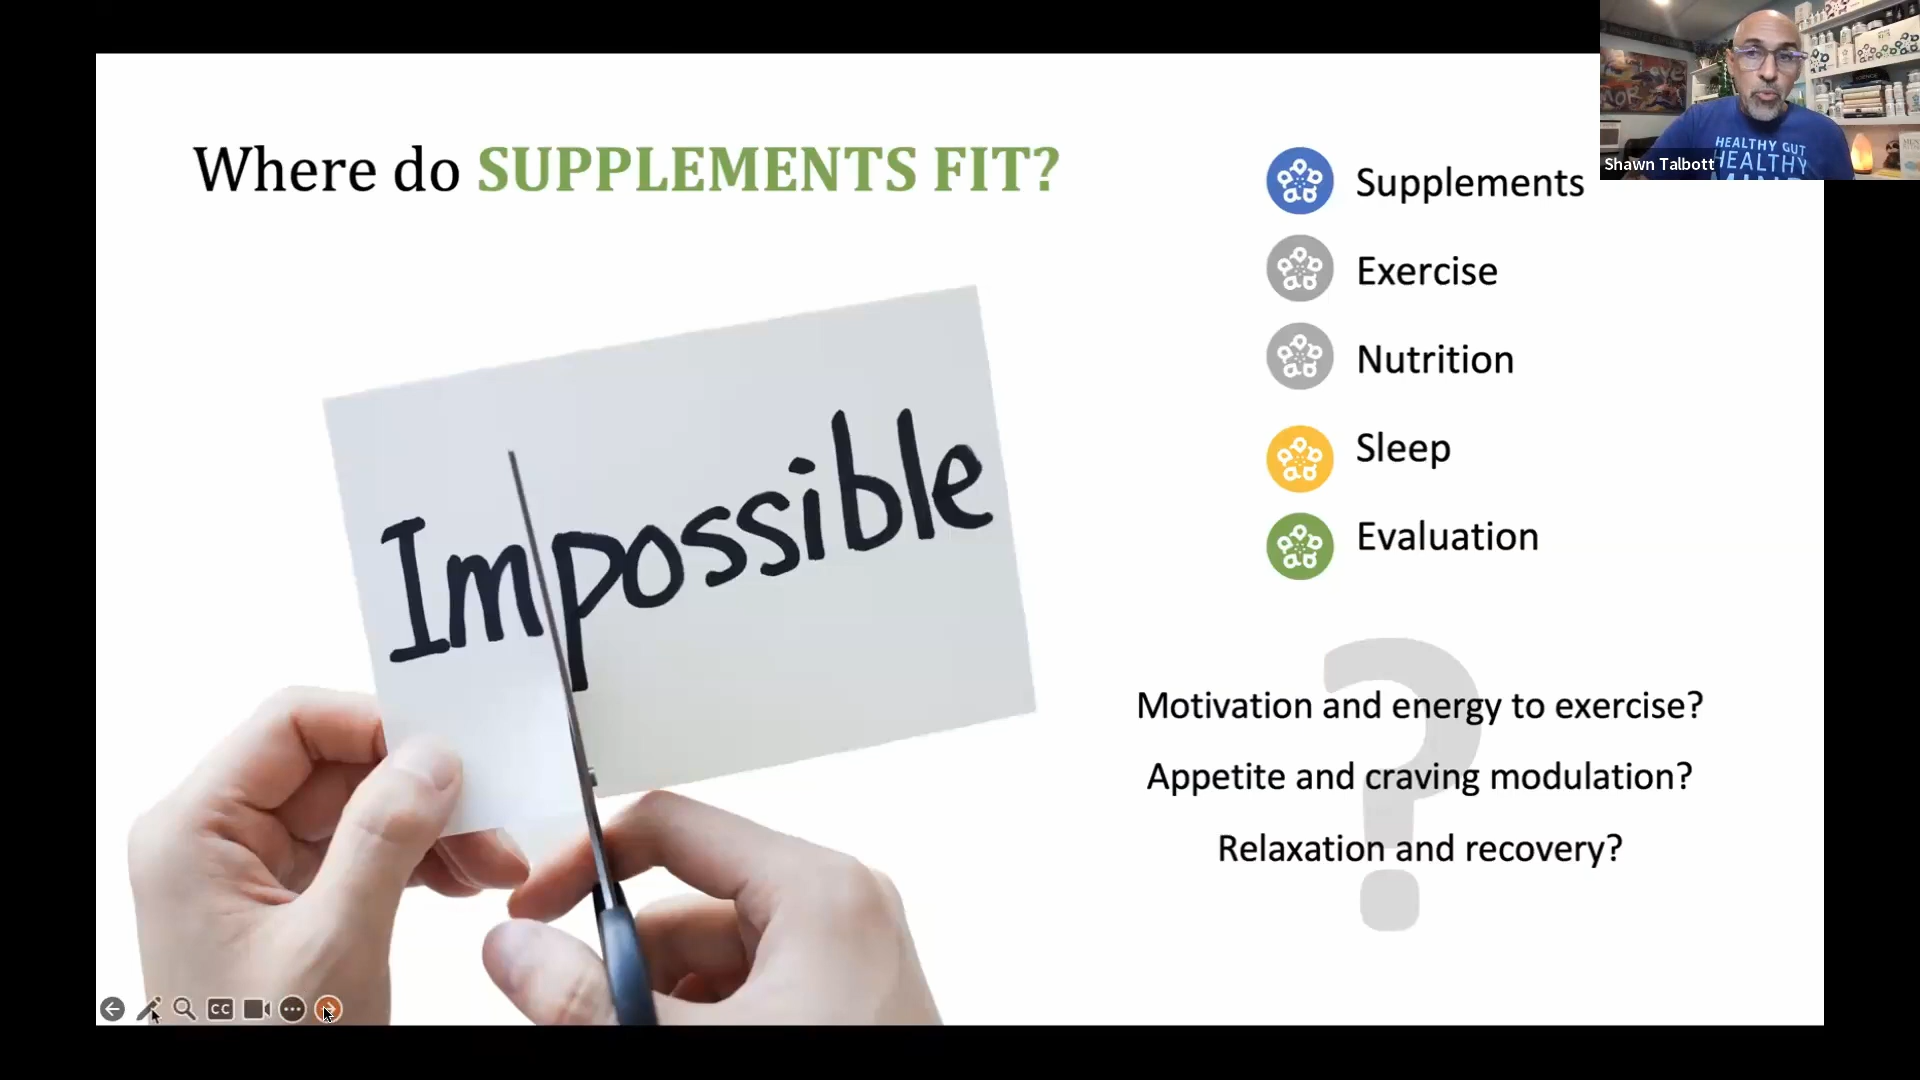 Where do SUPPLEMENTS FIT?
Impossible
Supplements
Exercise
Nutrition
Sleep
Evaluation
Motivation and energy to exercise?
Appetite and craving modulation?
Relaxation and recovery?
?
CC
Shawn Talbott
HEALTHY GUT
HEALTHY